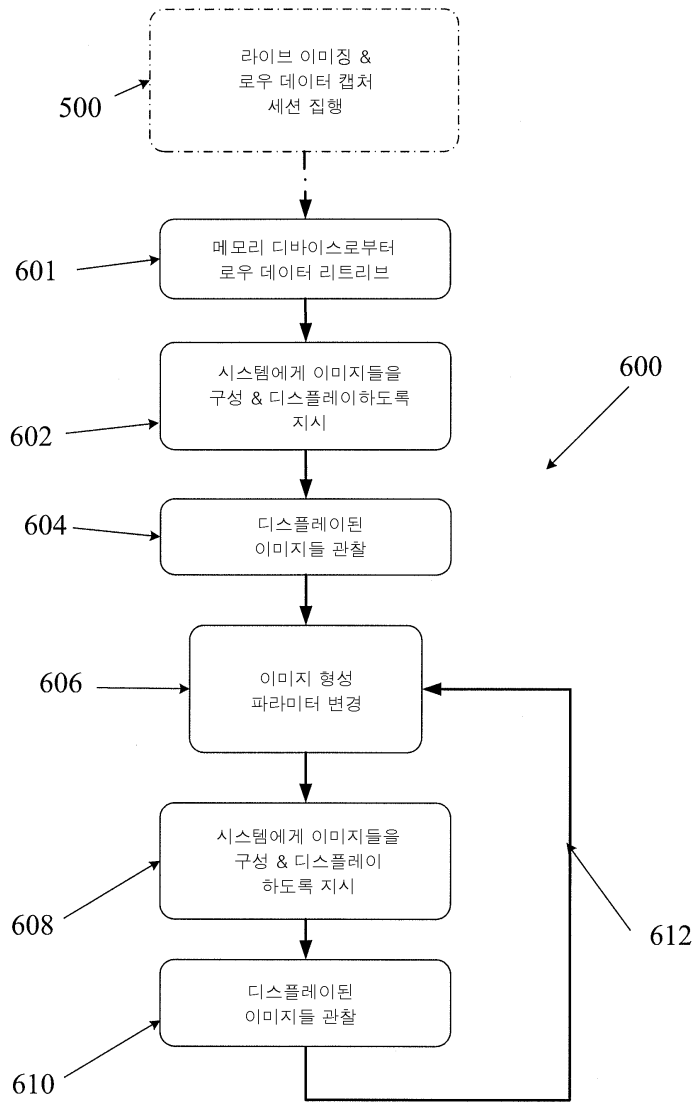 라이브 이미징 &
로우 데이터 캡처
세션 집행
500
메모리 디바이스로부터
로우 데이터 리트리브
601
시스템에게 이미지들을
구성 & 디스플레이하도록
지시
602
600
디스플레이된
이미지들 관찰
604
이미지 형성
파라미터 변경
606
시스템에게 이미지들을
구성 & 디스플레이
하도록 지시
608
612
디스플레이된
이미지들 관찰
610